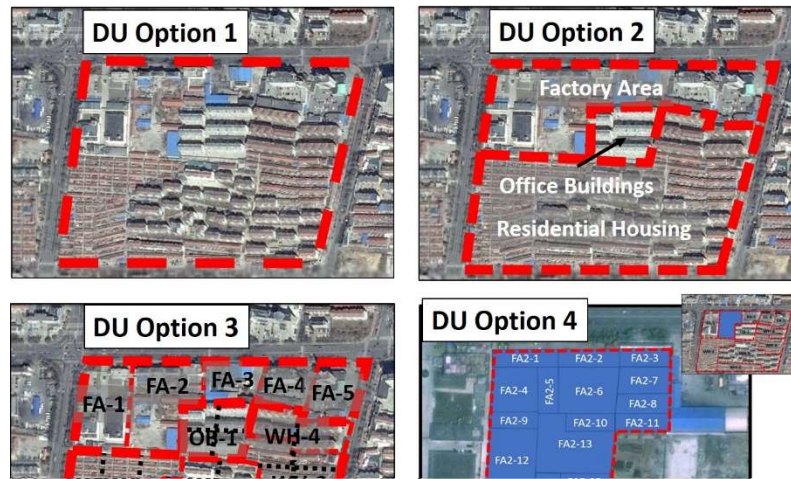 DU Option 1
DU Option 2
Factory Area
Office Buildings
Residential Housing
DU Option 3
FA-1
FA-2
FA-3
FA-4
FA-5
OB-1
WH-4
DU Option 4
FA2-1
FA2-2
FA2-3
FA2-4
FA2-5
FA2-6
FA2-7
FA2-8
FA2-9
FA2-10
FA2-11
FA2-12
FA2-13